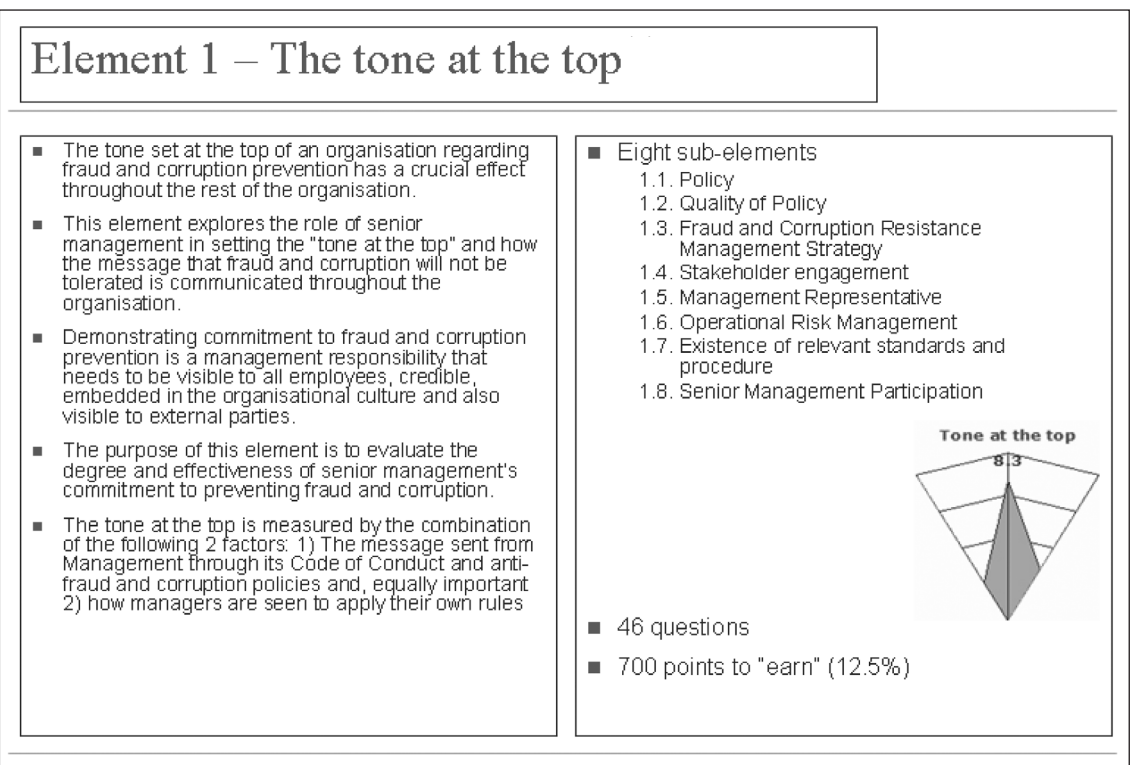 Element 1 – The tone at the top
The tone set at the top of an organisation regarding
fraud and corruption prevention has a crucial effect
throughout the rest of the organisation.
This element explores the role of senior
management in setting the "tone at the top" and how
the message that fraud and corruption will not be
tolerated is communicated throughout the
organisation.
Demonstrating commitment to fraud and corruption
prevention is a management responsibility that
needs to be visible to all employees, credible,
embedded in the organisational culture and also
visible to external parties.
The purpose of this element is to evaluate the
degree and effectiveness of senior management's
commitment to preventing fraud and corruption.
The tone at the top is measured by the combination
of the following 2 factors: 1) The message sent from
Management through its Code of Conduct and anti-
fraud and corruption policies and, equally important
2) how managers are seen to apply their own rules
Eight sub-elements
1.1. Policy
1.2. Quality of Policy
1.3. Fraud and Corruption Resistance
Management Strategy
1.4. Stakeholder engagement
1.5. Management Representative
1.6. Operational Risk Management
1.7. Existence of relevant standards and
procedure
1.8. Senior Management Participation
Tone at the top
8.3
46 questions
700 points to "earn" (12.5%)